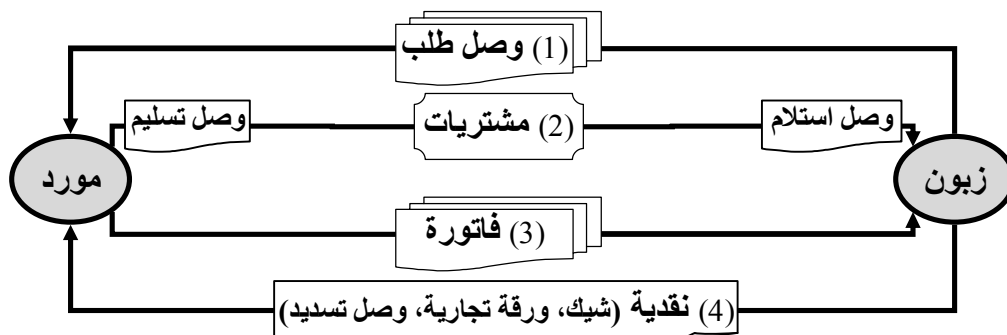 (1) وصل طلب
وصل استلام
(2) مشتريات
وصل تسليم
زبون
مورد
(3) فاتورة
(4) نقدية (شيك، ورقة تجارية، وصل تسديد)